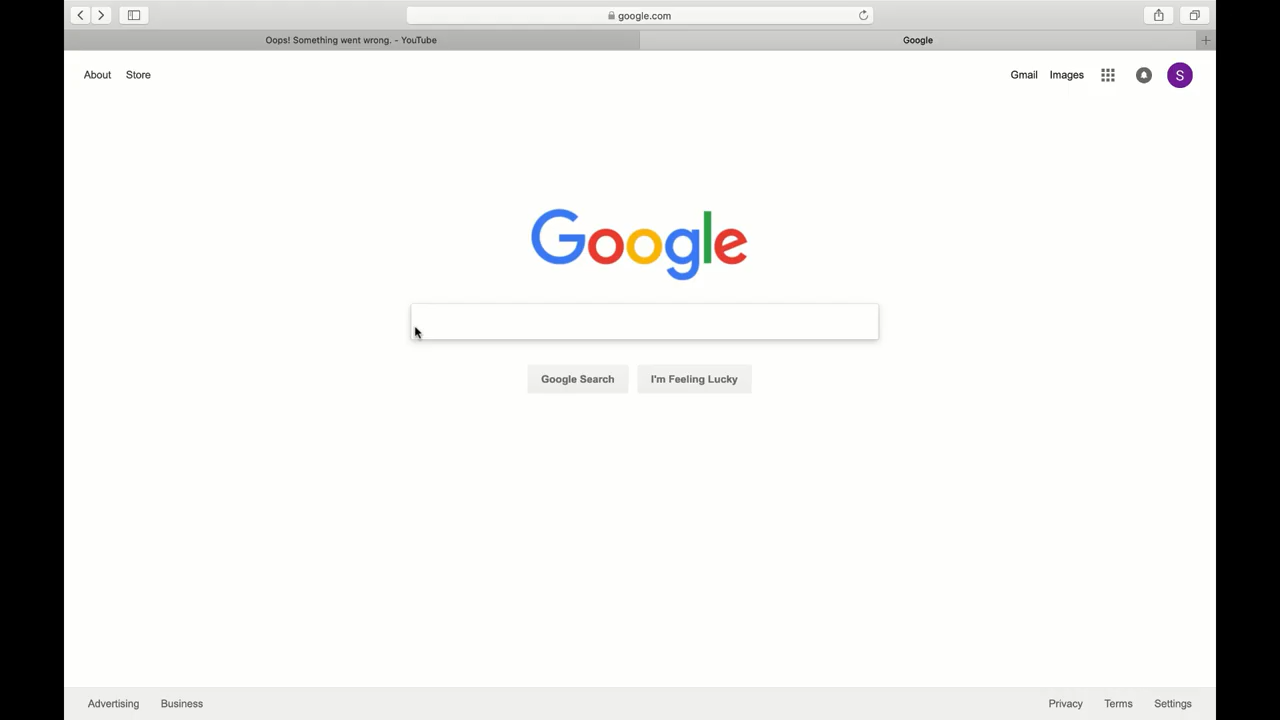 google.com
Oops! Something went wrong. - YouTube
Google
+
About Store
Gmail Images S
Google
Google Search I'm Feeling Lucky
Advertising Business
Privacy Terms Settings